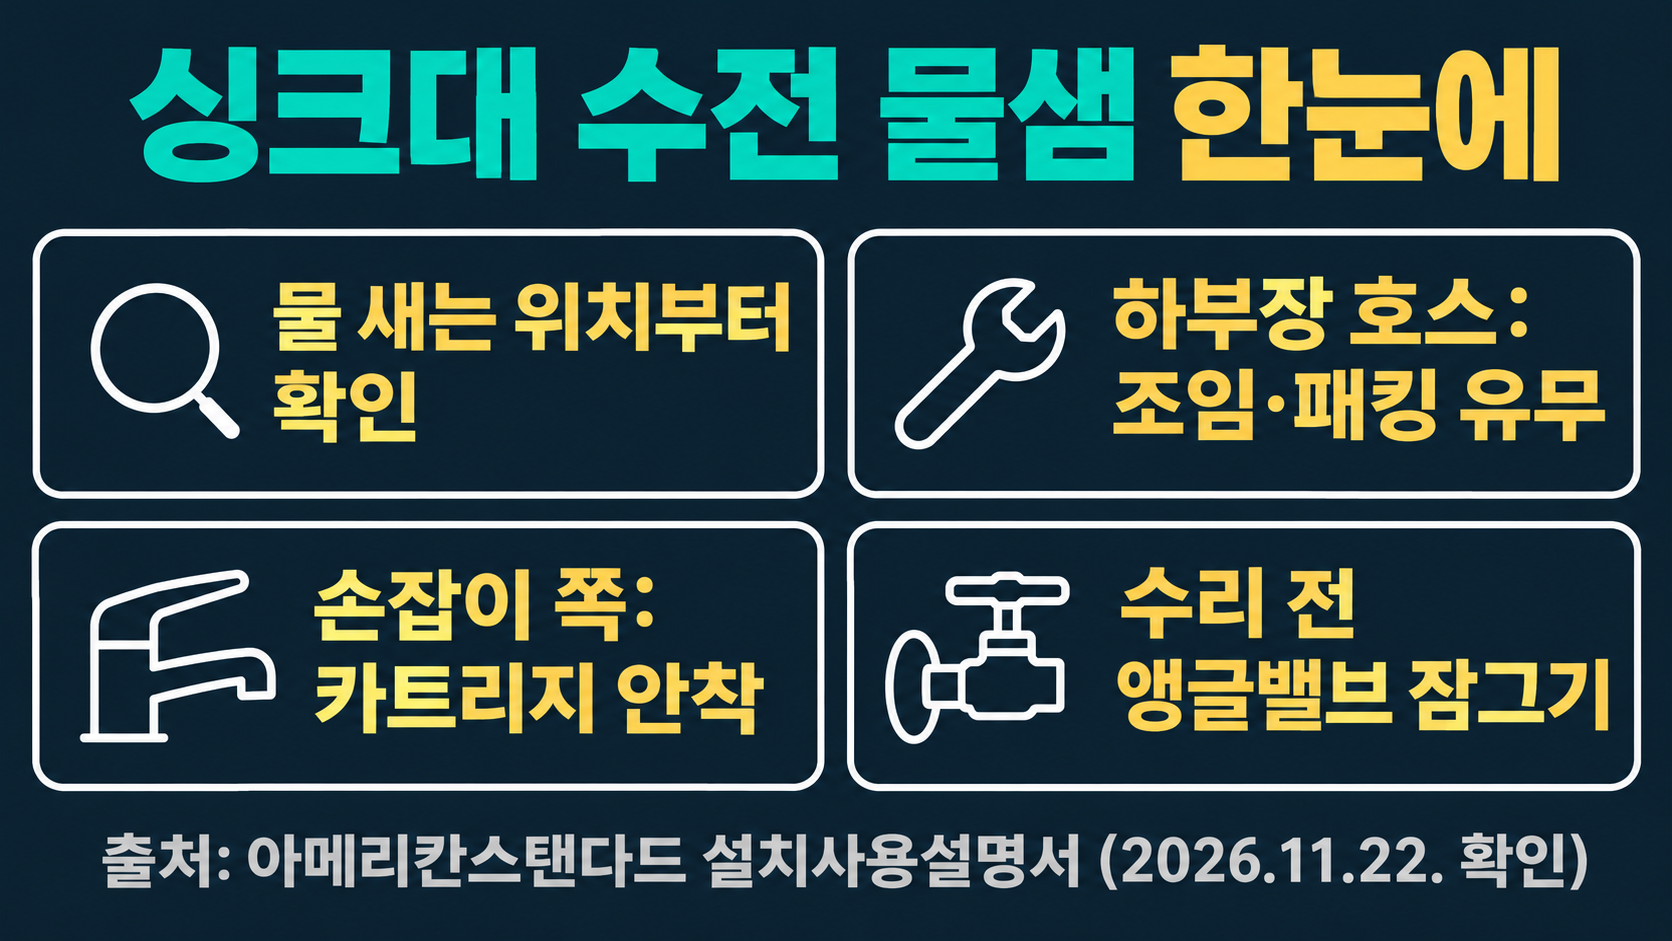 싱크대 수전 물샘 한눈에
물 새는 위치부터
확인
하부장 호스:
조임·패킹 유무
손잡이 쪽:
카트리지 안착
수리 전
앵글밸브 잠그기
출처: 아메리칸스탠다드 설치사용설명서 (2026.11.22. 확인)